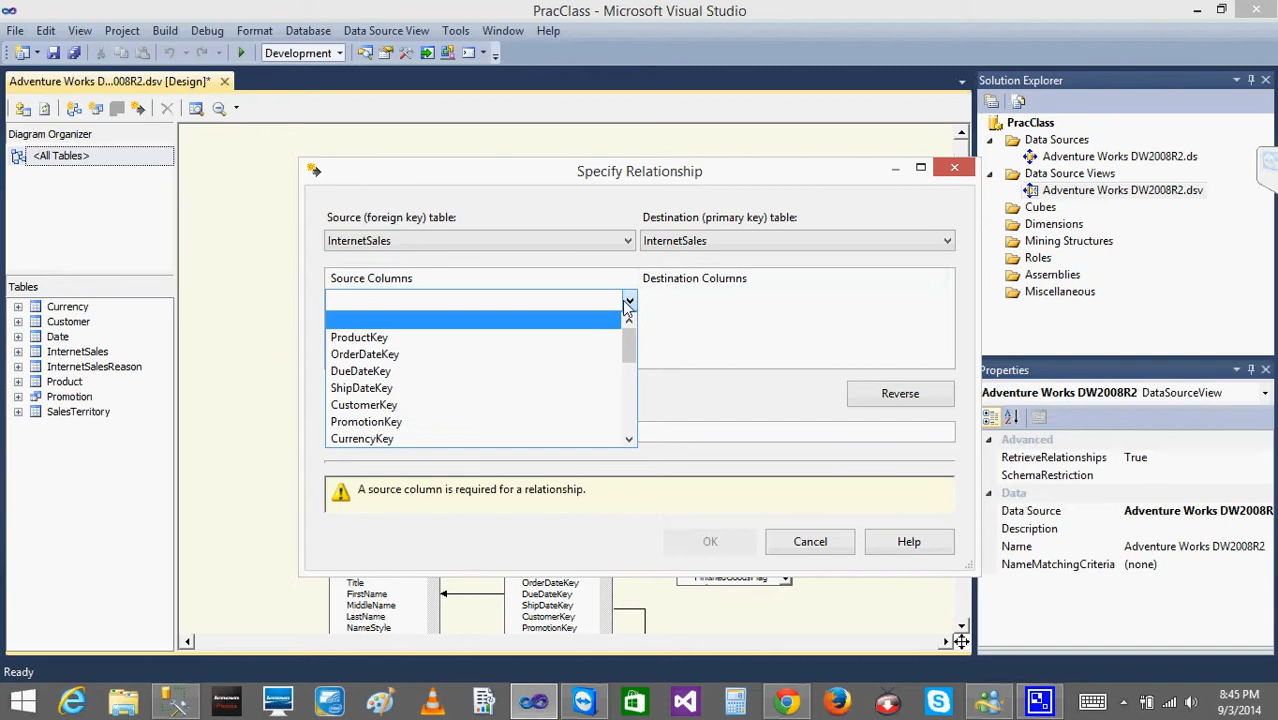 PracClass - Microsoft Visual Studio
File Edit View Project Build Debug Format Database Data Source View Tools Window Help
Development
Adventure Works D...008R2.dsv [Design]*
Diagram Organizer
<All Tables>
Tables
Currency
Customer
Date
InternetSales
InternetSalesReason
Product
Promotion
SalesTerritory
Specify Relationship
Source (foreign key) table:
Destination (primary key) table:
InternetSales
InternetSales
Source Columns
Destination Columns
ProductKey
OrderDateKey
DueDateKey
ShipDateKey
CustomerKey
PromotionKey
CurrencyKey
Reverse
A source column is required for a relationship.
OK
Cancel
Help
Title
FirstName
MiddleName
LastName
NameStyle
OrderDateKey
DueDateKey
ShipDateKey
CustomerKey
PromotionKey
FinishedGoodsFlag
Solution Explorer
PracClass
Data Sources
Adventure Works DW2008R2.ds
Data Source Views
Adventure Works DW2008R2.dsv
Cubes
Dimensions
Mining Structures
Roles
Assemblies
Miscellaneous
Properties
Adventure Works DW2008R2 DataSourceView
Advanced
RetrieveRelationships True
SchemaRestriction
Data
Data Source Adventure Works DW2008R
Description
Name Adventure Works DW2008R2
NameMatchingCriteria (none)
Ready
8:45 PM
9/3/2014